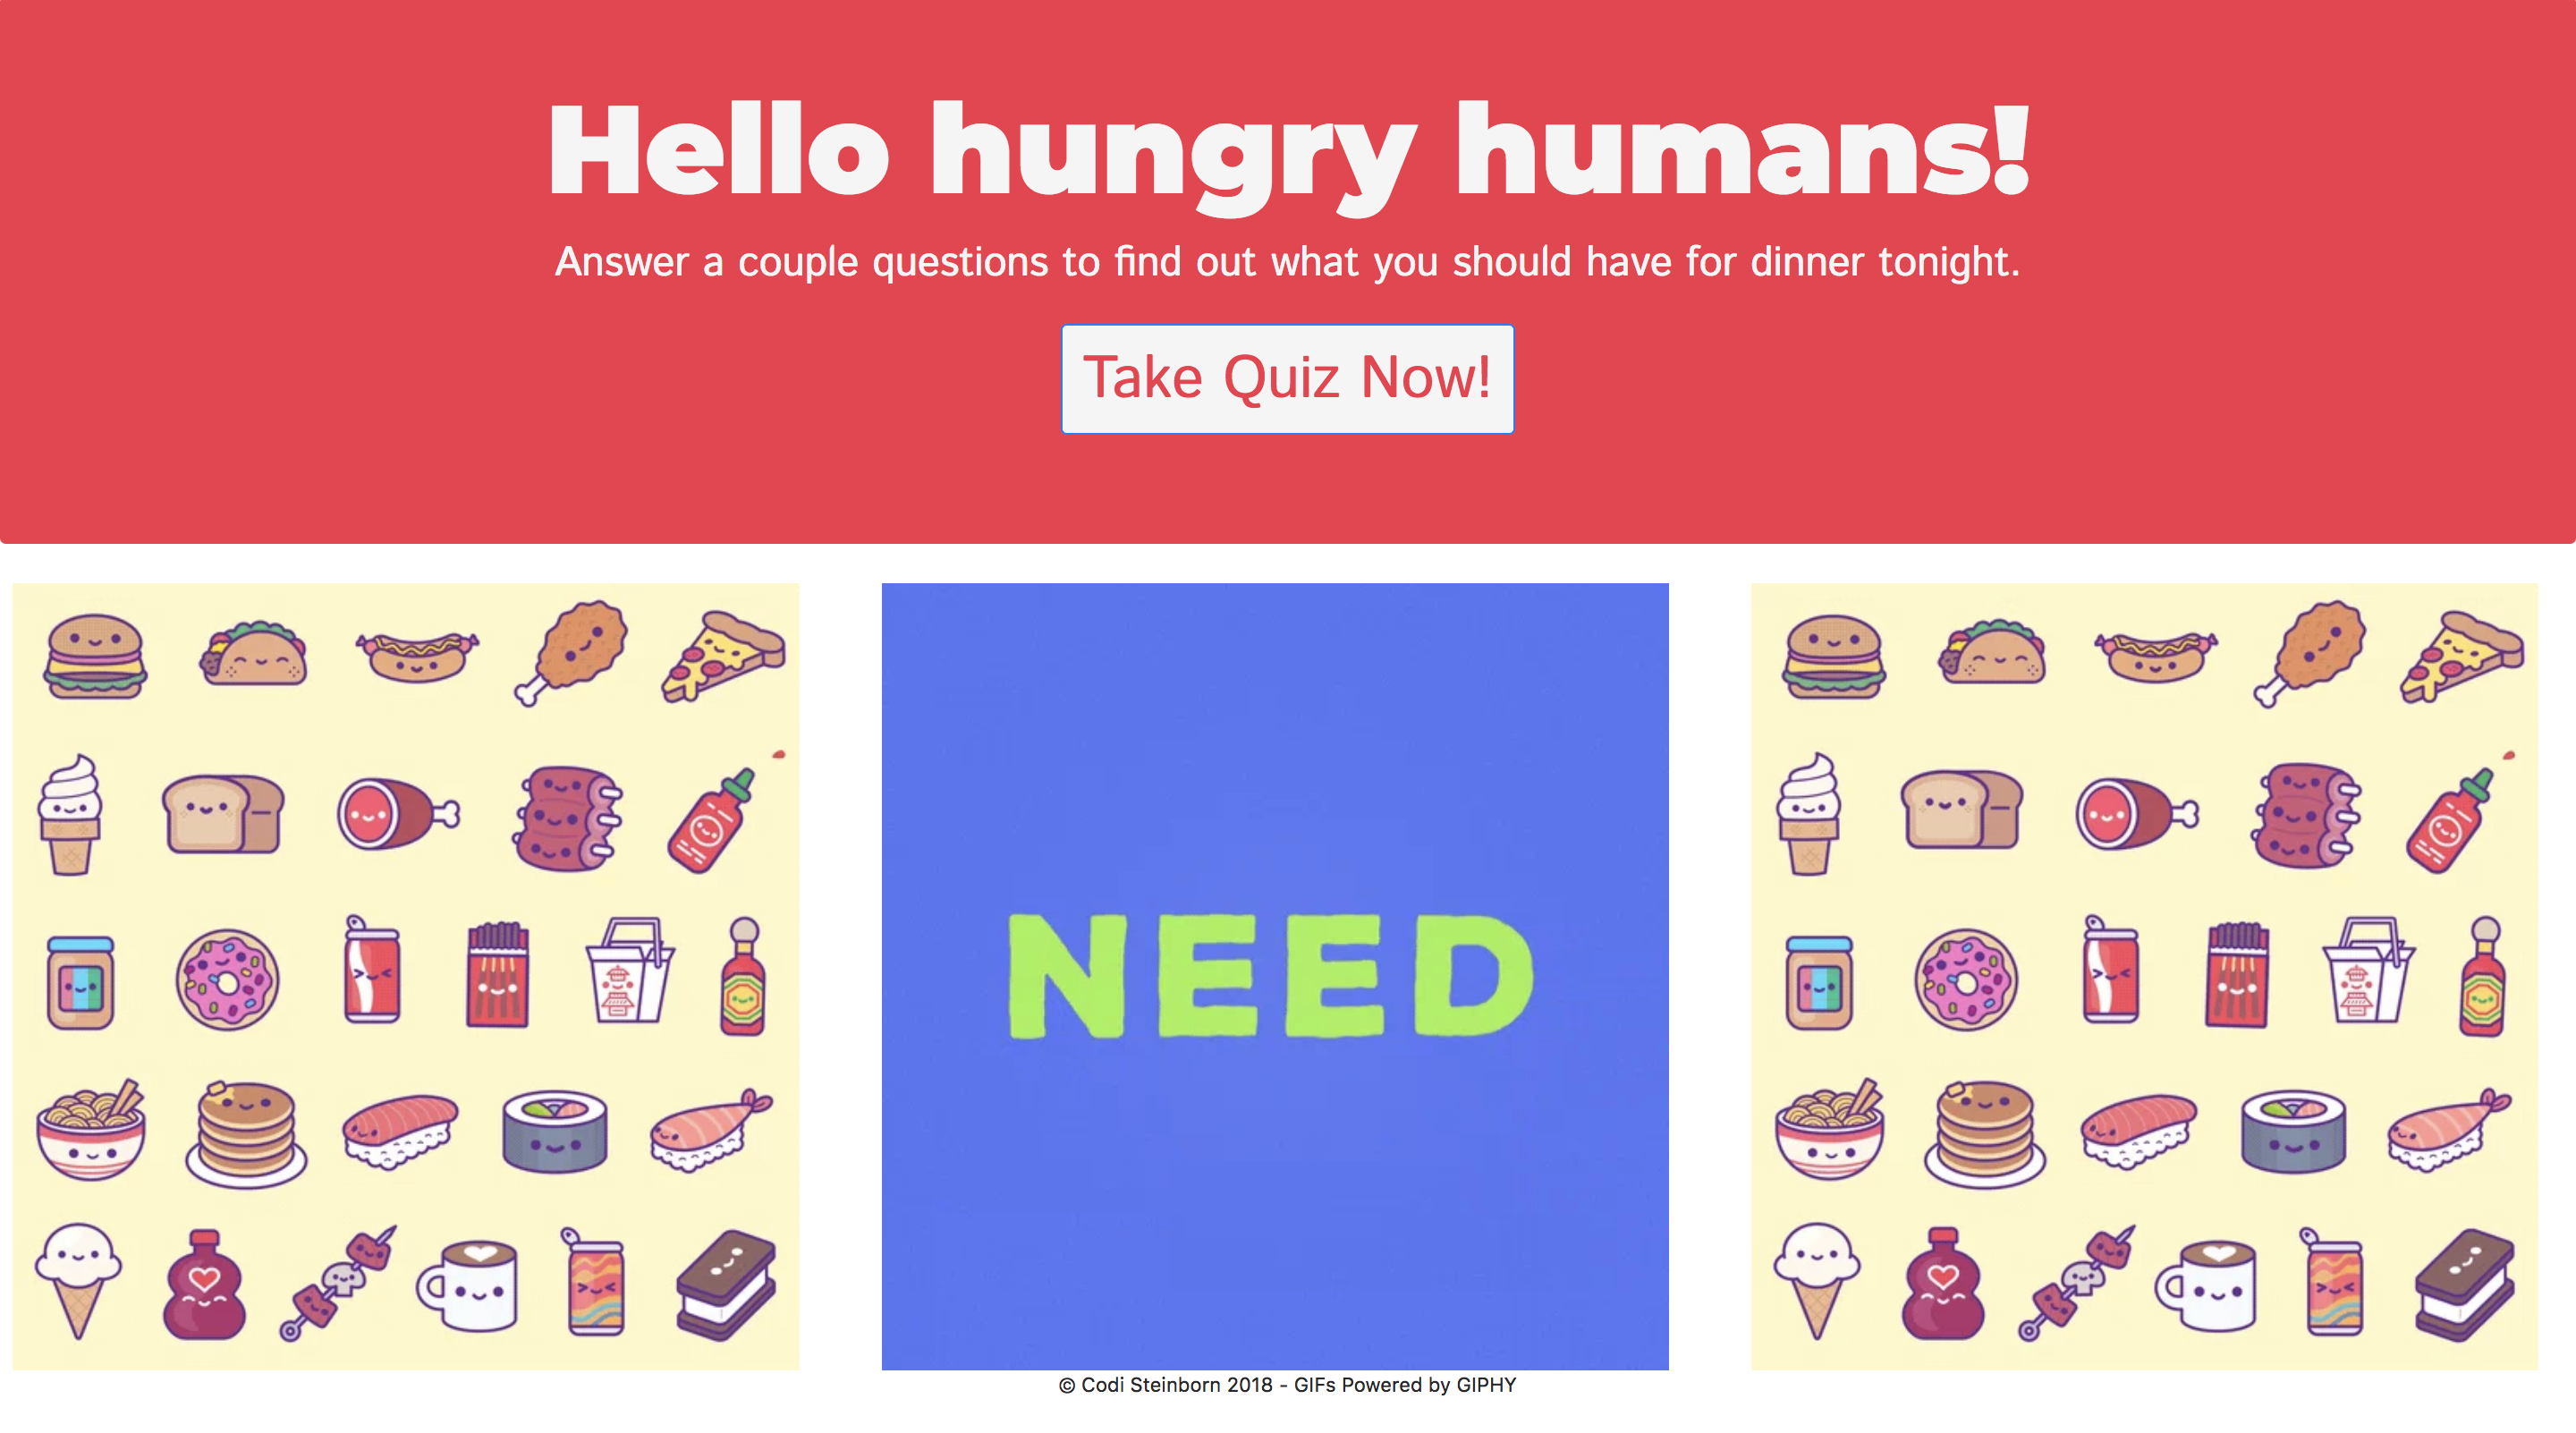 Hello hungry humans!
Answer a couple questions to find out what you should have for dinner tonight.
Take Quiz Now!
NEED
© Codi Steinborn 2018 - GIFs Powered by GIPHY